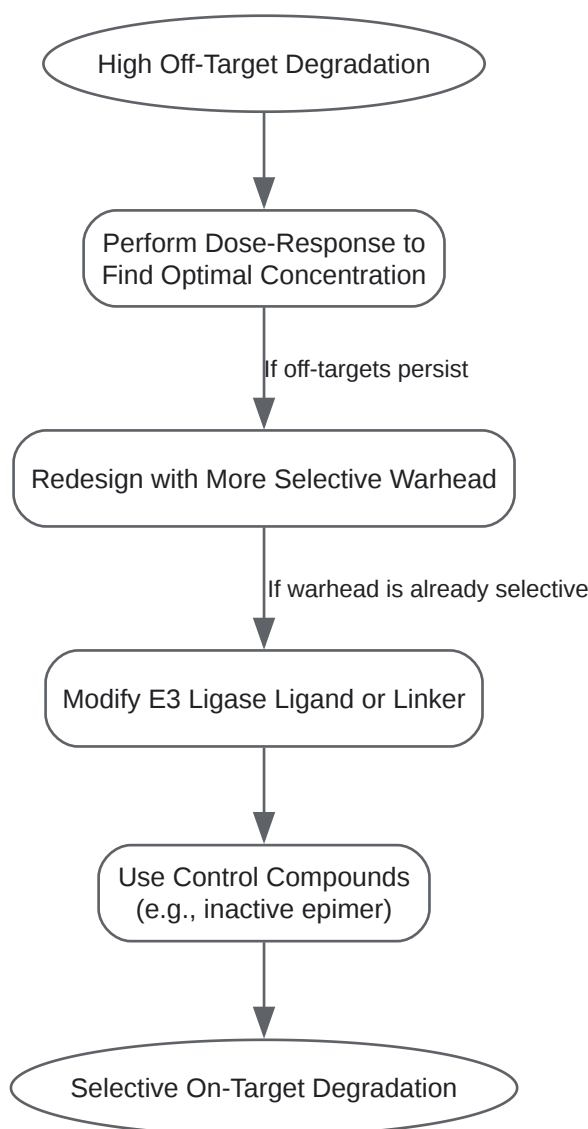 High Off-Target Degradation
Perform Dose-Response to
Find Optimal Concentration
If off-targets persist
Redesign with More Selective Warhead
If warhead is already selective
Modify E3 Ligase Ligand or Linker
Use Control Compounds
(e.g., inactive epimer)
Selective On-Target Degradation